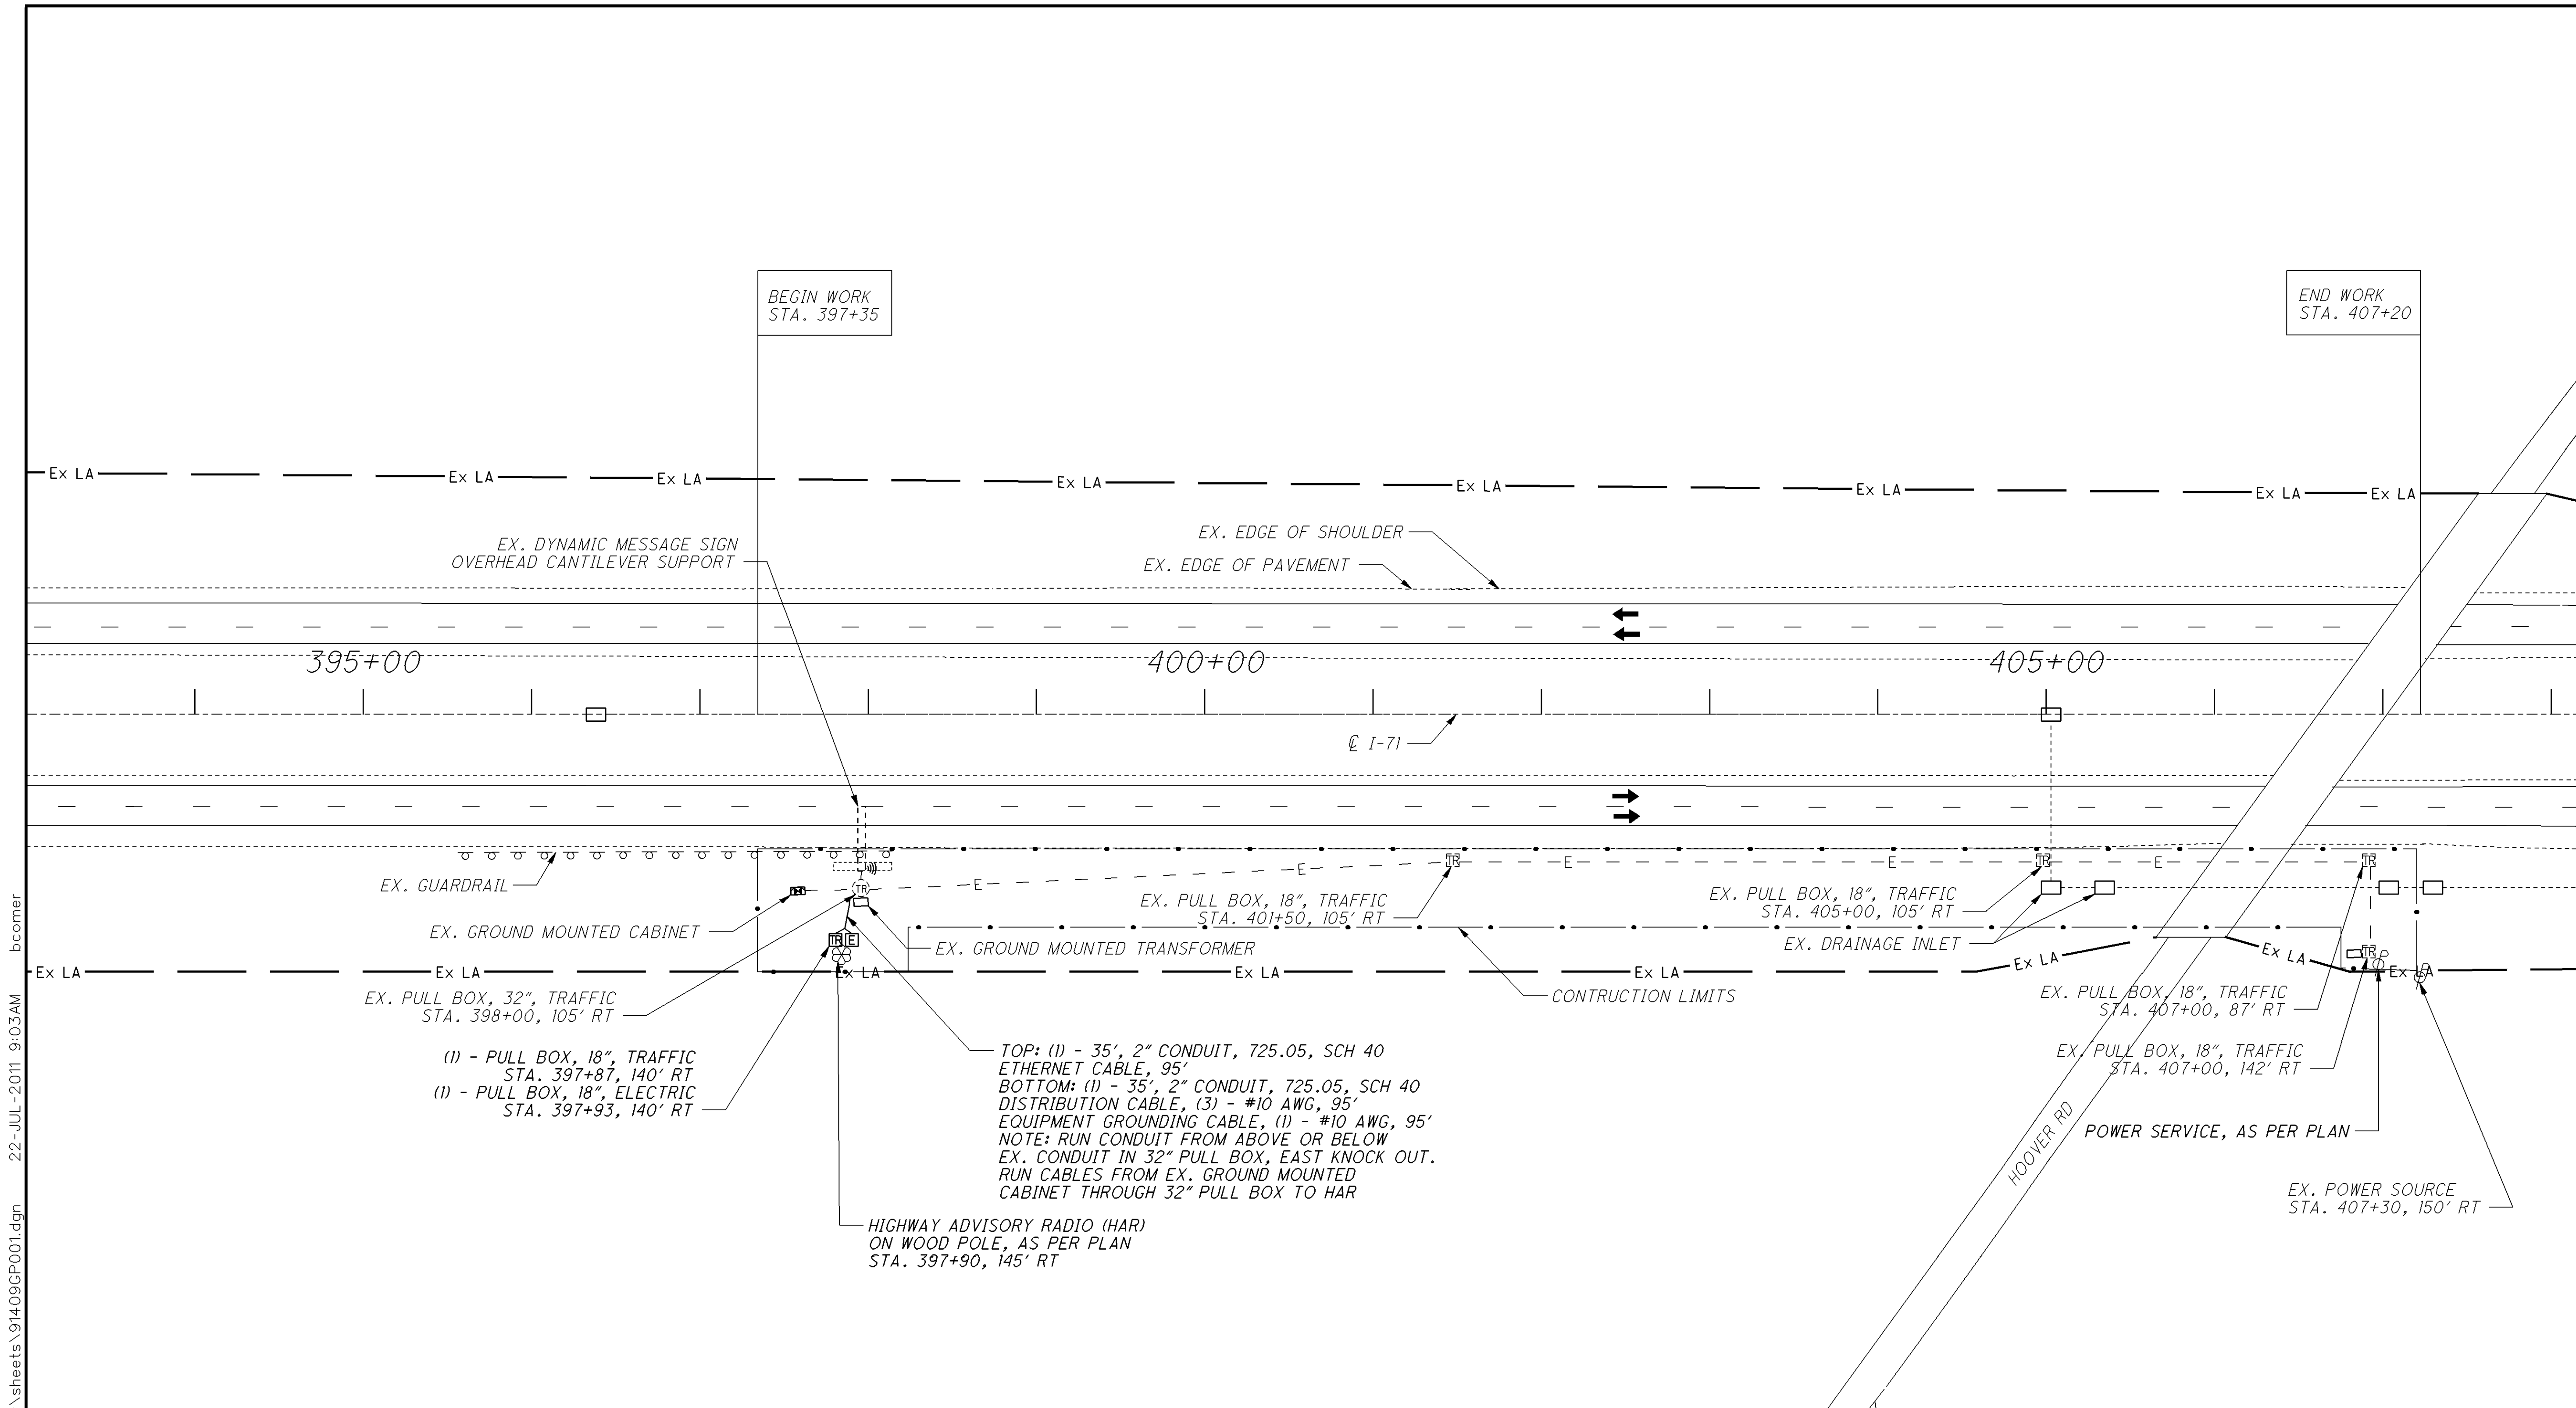 BEGIN WORK
STA. 397+35
END WORK
STA. 407+20
Ex LA
Ex LA
Ex LA
Ex LA
Ex LA
Ex LA
Ex LA
Ex LA
EX. DYNAMIC MESSAGE SIGN
OVERHEAD CANTILEVER SUPPORT
EX. EDGE OF SHOULDER
EX. EDGE OF PAVEMENT
395+00
400+00
405+00
℄ I-71
EX. GUARDRAIL
E
E
E
E
E
TR
TR
TR
TR
EX. PULL BOX, 18", TRAFFIC
STA. 401+50, 105' RT
EX. PULL BOX, 18", TRAFFIC
STA. 405+00, 105' RT
EX. GROUND MOUNTED CABINET
TR
E
EX. GROUND MOUNTED TRANSFORMER
EX. DRAINAGE INLET
TR
P
P
Ex LA
Ex LA
Ex LA
Ex LA
Ex LA
Ex LA
Ex LA
Ex LA
EX. PULL BOX, 32", TRAFFIC
STA. 398+00, 105' RT
CONTRUCTION LIMITS
EX. PULL BOX, 18", TRAFFIC
STA. 407+00, 87' RT
EX. PULL BOX, 18", TRAFFIC
STA. 407+00, 142' RT
(1) - PULL BOX, 18", TRAFFIC
STA. 397+87, 140' RT
(1) - PULL BOX, 18", ELECTRIC
STA. 397+93, 140' RT
TOP: (1) - 35', 2" CONDUIT, 725.05, SCH 40
ETHERNET CABLE, 95'
BOTTOM: (1) - 35', 2" CONDUIT, 725.05, SCH 40
DISTRIBUTION CABLE, (3) - #10 AWG, 95'
EQUIPMENT GROUNDING CABLE, (1) - #10 AWG, 95'
NOTE: RUN CONDUIT FROM ABOVE OR BELOW
EX. CONDUIT IN 32" PULL BOX, EAST KNOCK OUT.
RUN CABLES FROM EX. GROUND MOUNTED
CABINET THROUGH 32" PULL BOX TO HAR
HIGHWAY ADVISORY RADIO (HAR)
ON WOOD POLE, AS PER PLAN
STA. 397+90, 145' RT
HOOVER RD
POWER SERVICE, AS PER PLAN
EX. POWER SOURCE
STA. 407+30, 150' RT
\sheets\91409GP001.dgn 22-JUL-2011 9:03AM bcomer